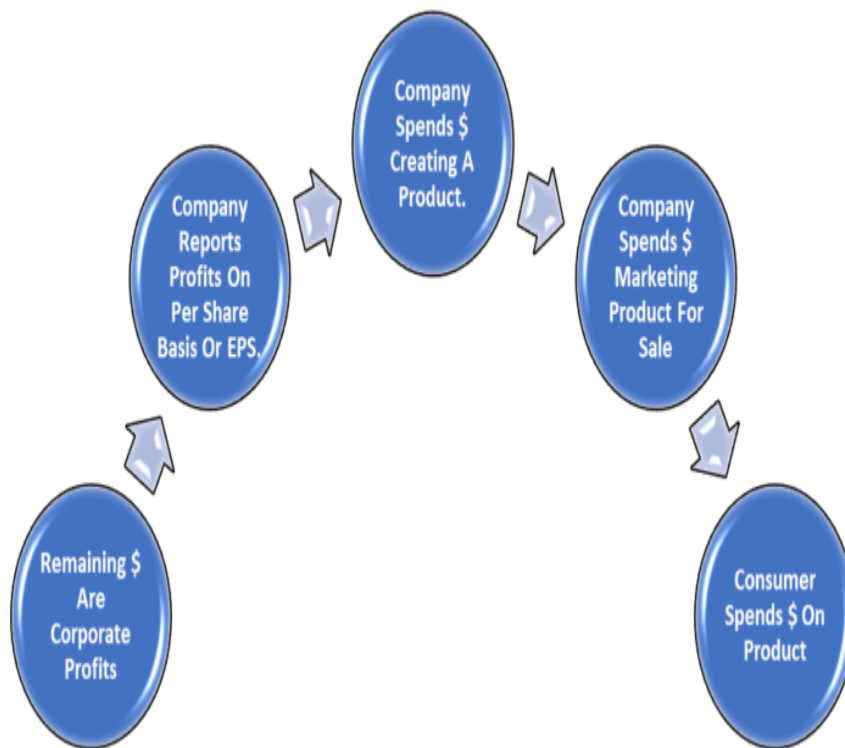 Company
Spends $
Creating A
Product.
Company
Reports
Profits On
Per Share
Basis Or EPS.
Company
Spends $
Marketing
Product For
Sale
Remaining $
Are
Corporate
Profits
Consumer
Spends $ On
Product